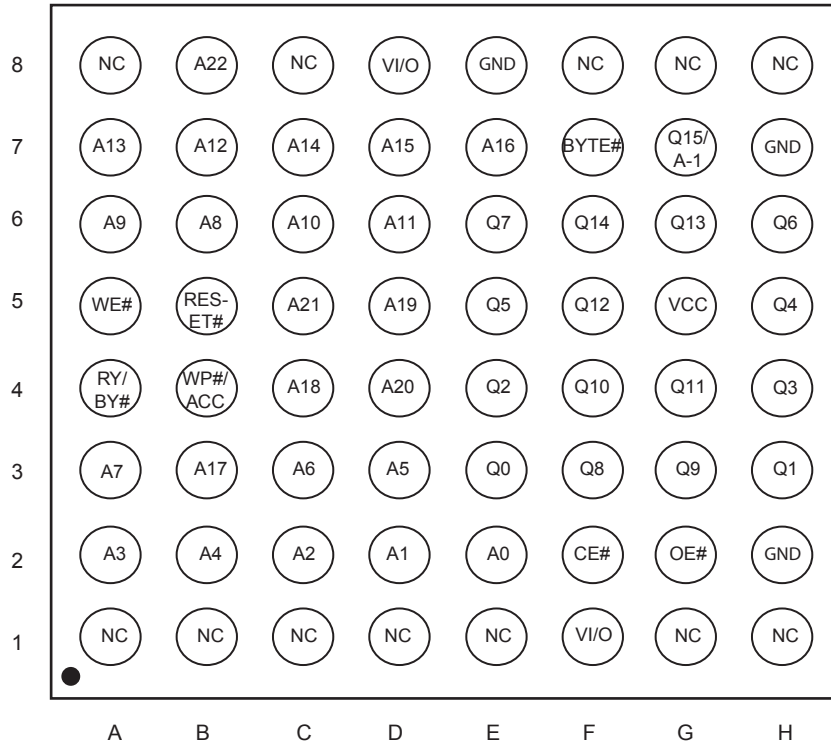 8 NC A22 NC VI/O GND NC NC NC
7 A13 A12 A14 A15 A16 BYTE# Q15/
A-1 GND
6 A9 A8 A10 A11 Q7 Q14 Q13 Q6
5 WE# RES-
ET# A21 A19 Q5 Q12 VCC Q4
4 RY/
BY# WP#/
ACC A18 A20 Q2 Q10 Q11 Q3
3 A7 A17 A6 A5 Q0 Q8 Q9 Q1
2 A3 A4 A2 A1 A0 CE# OE# GND
1 NC NC NC NC NC VI/O NC NC
A B C D E F G H